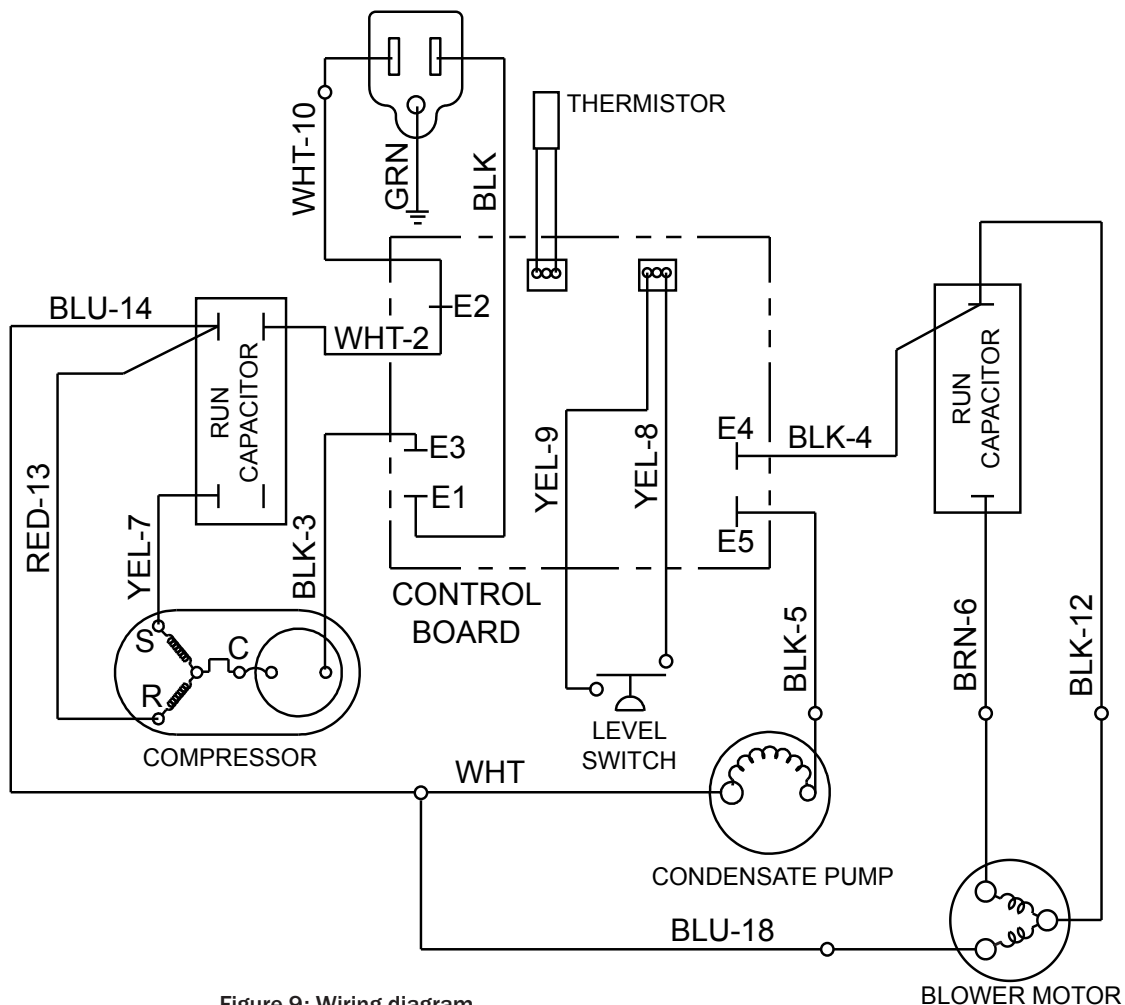 THERMISTOR
WHT-10
GRN
BLK
BLU-14
E2
WHT-2
RUN
CAPACITOR
RUN
CAPACITOR
E3
E4
BLK-4
E1
E5
YEL-9
YEL-8
RED-13
YEL-7
BLK-3
CONTROL
BOARD
BLK-5
BRN-6
BLK-12
S
C
R
COMPRESSOR
LEVEL
SWITCH
WHT
CONDENSATE PUMP
BLU-18
BLOWER MOTOR
Figure 9: Wiring diagram